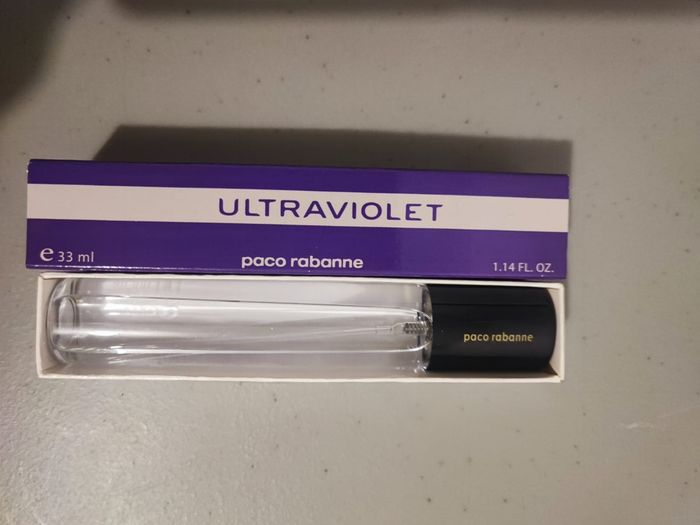 ULTRAVIOLET
e 33 ml
paco rabanne
1.14 FL. OZ.
paco rabanne